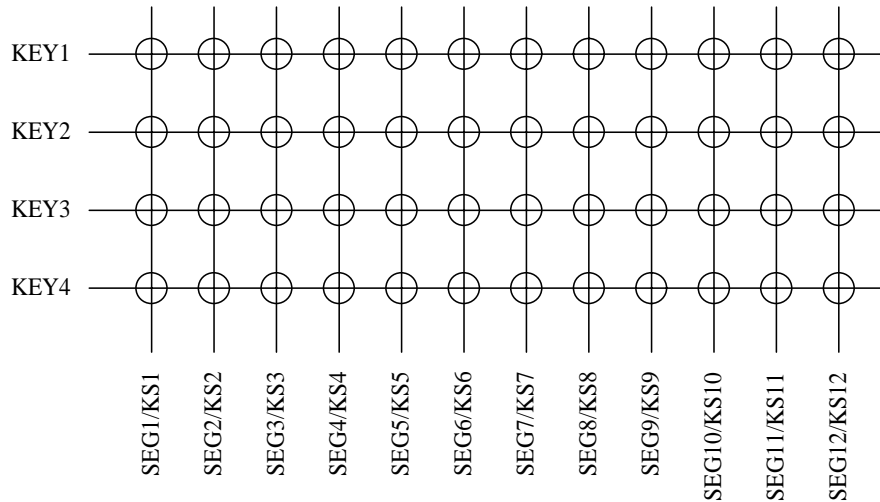 KEY1
KEY2
KEY3
KEY4
SEG1/KS1
SEG2/KS2
SEG3/KS3
SEG4/KS4
SEG5/KS5
SEG6/KS6
SEG7/KS7
SEG8/KS8
SEG9/KS9
SEG10/KS10
SEG11/KS11
SEG12/KS12